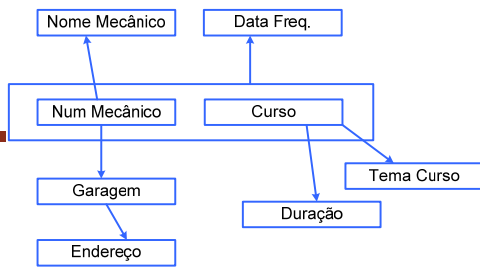 Nome Mecânico
Data Freq.
Num Mecânico
Curso
Garagem
Tema Curso
Duração
Endereço